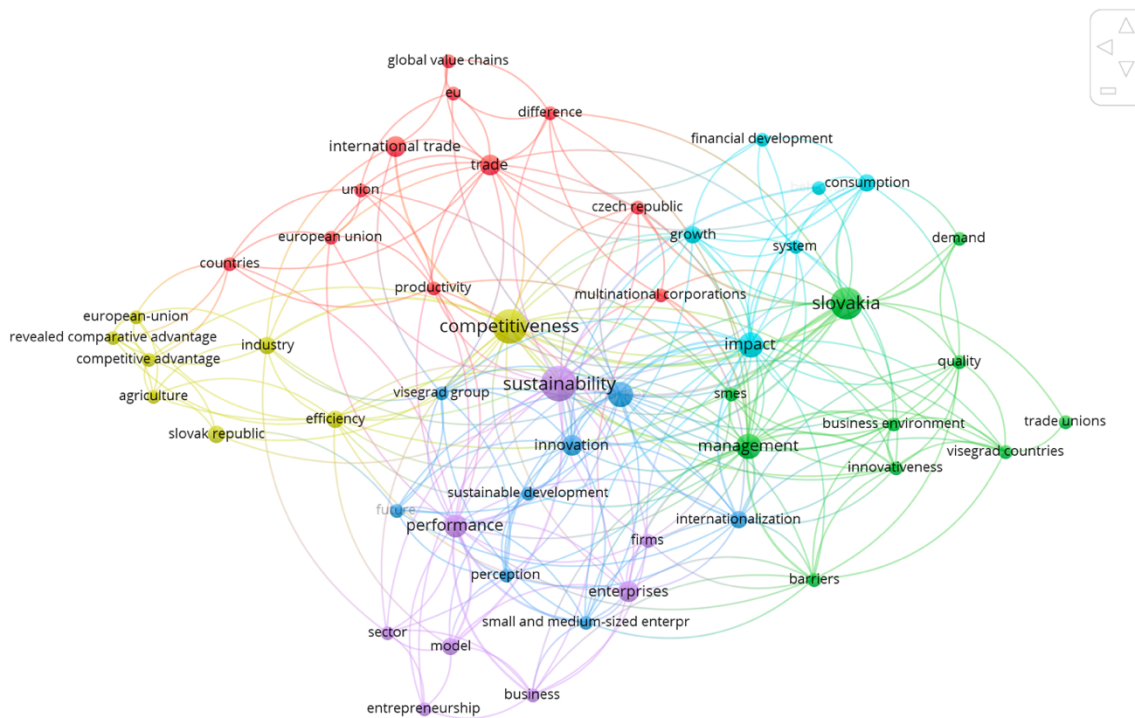 global value chains
eu
difference
financial development
international trade
trade
consumption
union
czech republic
european union
growth
system
demand
countries
productivity
multinational corporations
slovakia
european-union
competitiveness
revealed comparative advantage
industry
impact
competitive advantage
quality
sustainability
agriculture
visegrad group
smes
efficiency
business environment
trade unions
slovak republic
innovation
management
visegrad countries
innovativeness
sustainable development
future
performance
internationalization
firms
perception
barriers
enterprises
small and medium-sized enterpr
sector
model
business
entrepreneurship